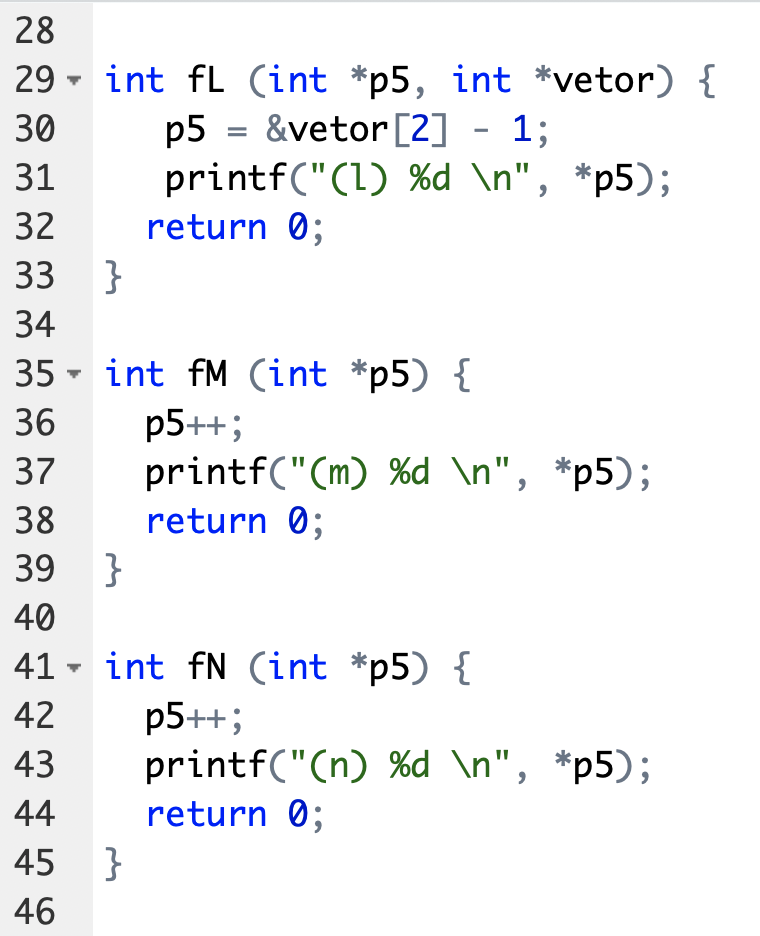 28
29 int fL (int *p5, int *vetor) {
30 p5 = &vetor[2] - 1;
31 printf("(l) %d \n", *p5);
32 return 0;
33 }
34
35 int fM (int *p5) {
36 p5++;
37 printf("(m) %d \n", *p5);
38 return 0;
39 }
40
41 int fN (int *p5) {
42 p5++;
43 printf("(n) %d \n", *p5);
44 return 0;
45 }
46